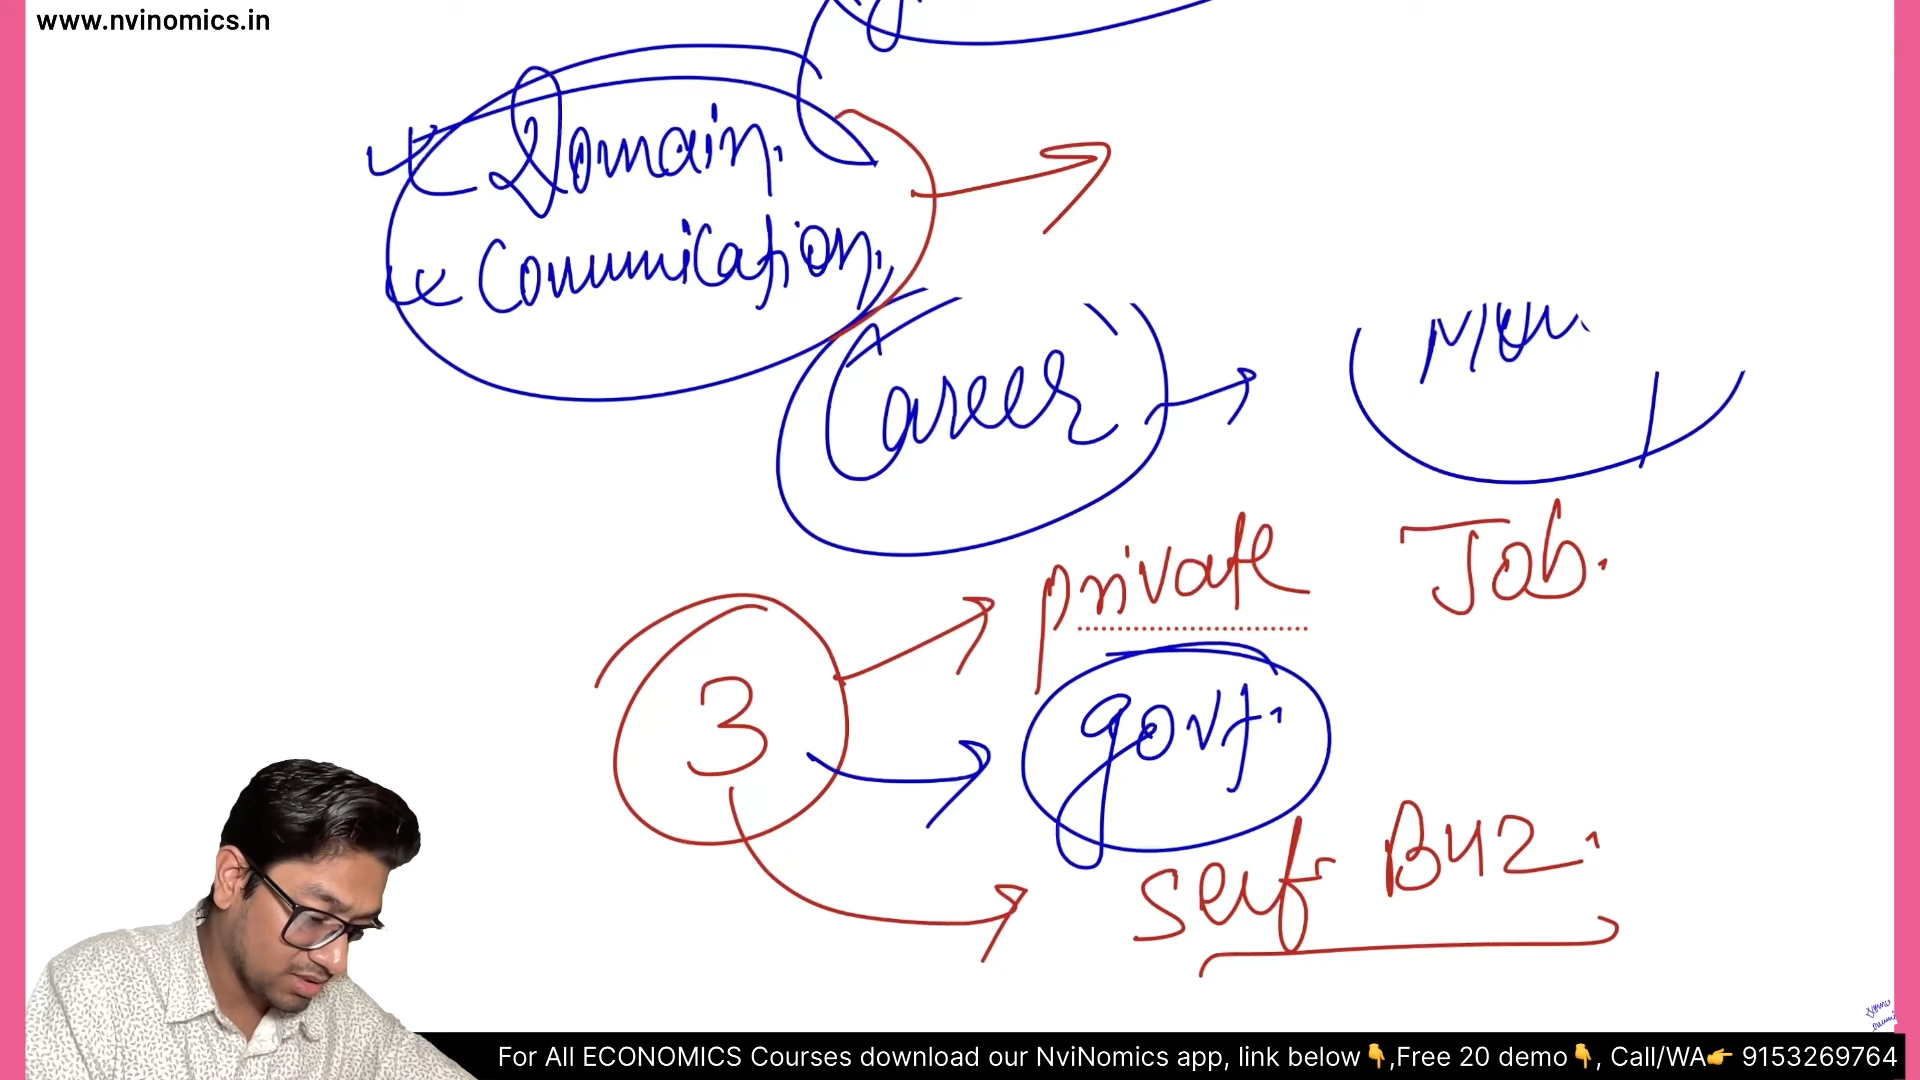 www.nvinomics.in
Domain.
Communication.
Career
private Job.
3
govt.
self Buz.
For All ECONOMICS Courses download our NviNomics app, link below👇,Free 20 demo👇, Call/WA👉 9153269764